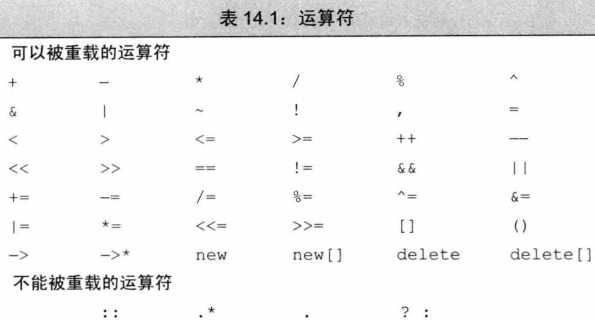 表 14.1：运算符
可以被重载的运算符
+ − * / % ^
& | ~ ! , =
< > <= >= ++ −−
<< >> == != && ||
+= −= /= %= ^= &=
|= *= <<= >>= [] ()
−> −>* new new[] delete delete[]
不能被重载的运算符
:: .* . ? :